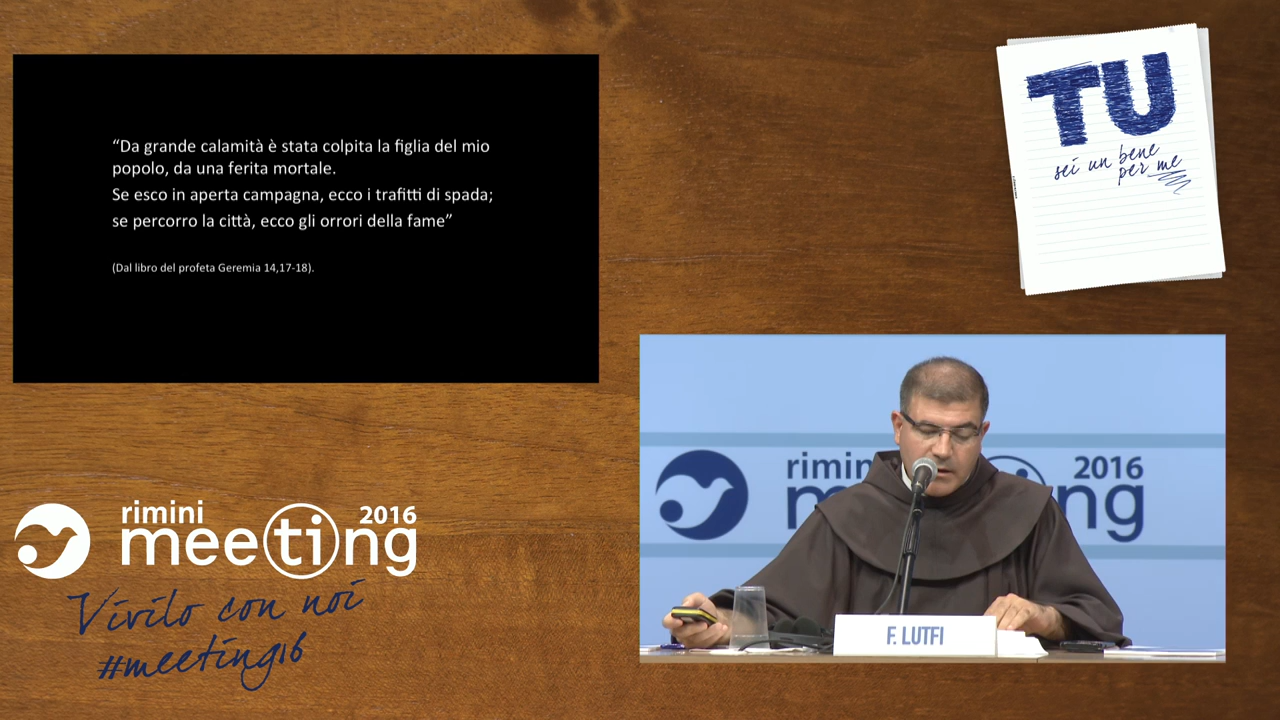 “Da grande calamità è stata colpita la figlia del mio
popolo, da una ferita mortale.
Se esco in aperta campagna, ecco i trafitti di spada;
se percorro la città, ecco gli orrori della fame”
(Dal libro del profeta Geremia 14,17-18).
TU
sei un bene
per me
rimini
meeting
2016
Vivilo con noi
#meeting16
2016
ng
F. LUTFI